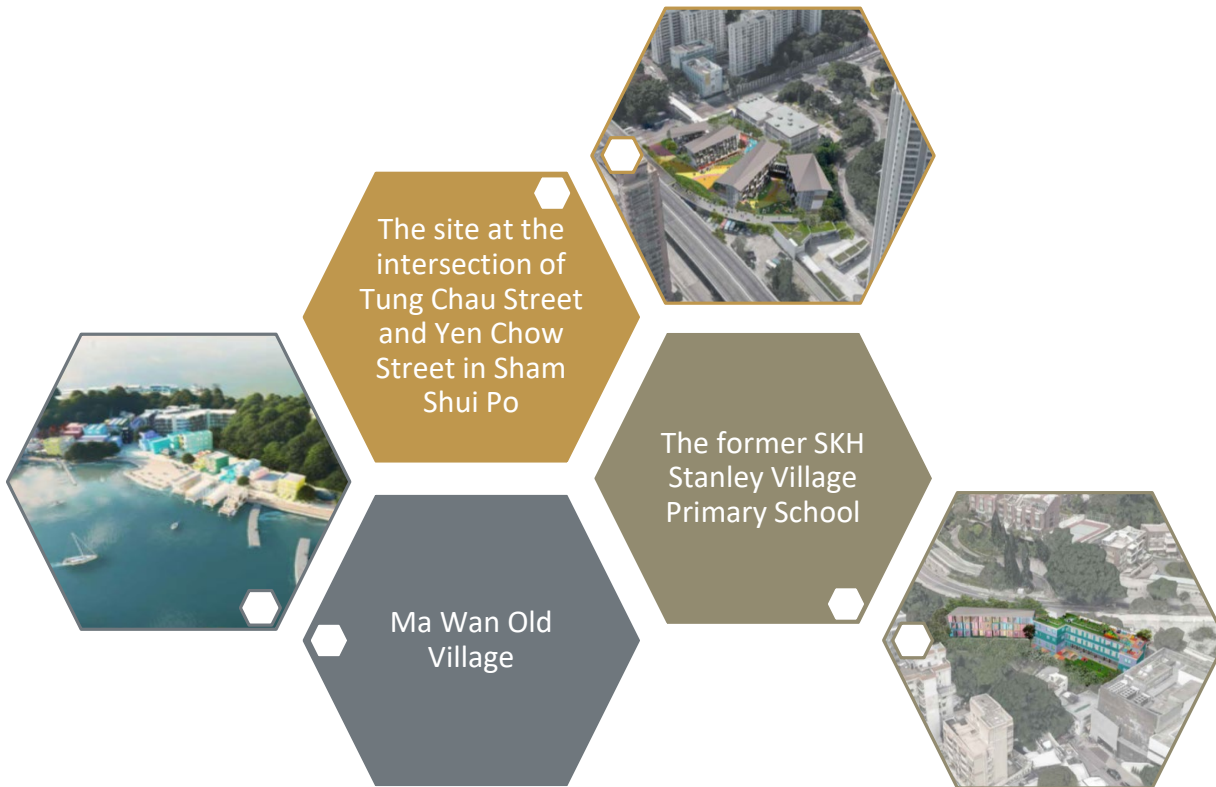 The site at the
intersection of
Tung Chau Street
and Yen Chow
Street in Sham
Shui Po
The former SKH
Stanley Village
Primary School
Ma Wan Old
Village